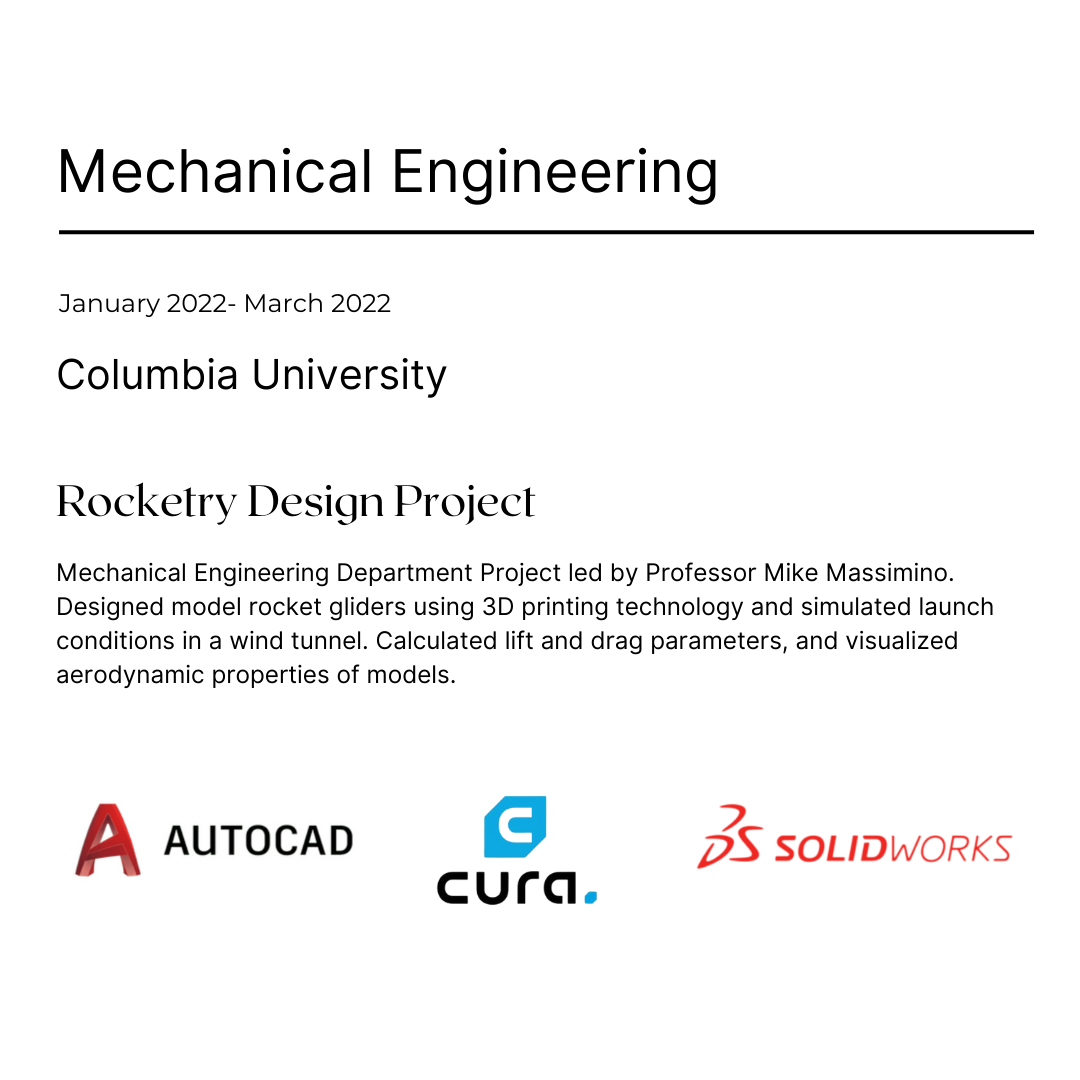 Mechanical Engineering
January 2022- March 2022
Columbia University
Rocketry Design Project
Mechanical Engineering Department Project led by Professor Mike Massimino.
Designed model rocket gliders using 3D printing technology and simulated launch
conditions in a wind tunnel. Calculated lift and drag parameters, and visualized
aerodynamic properties of models.
A AUTOCAD
C
cura.
3DS SOLIDWORKS